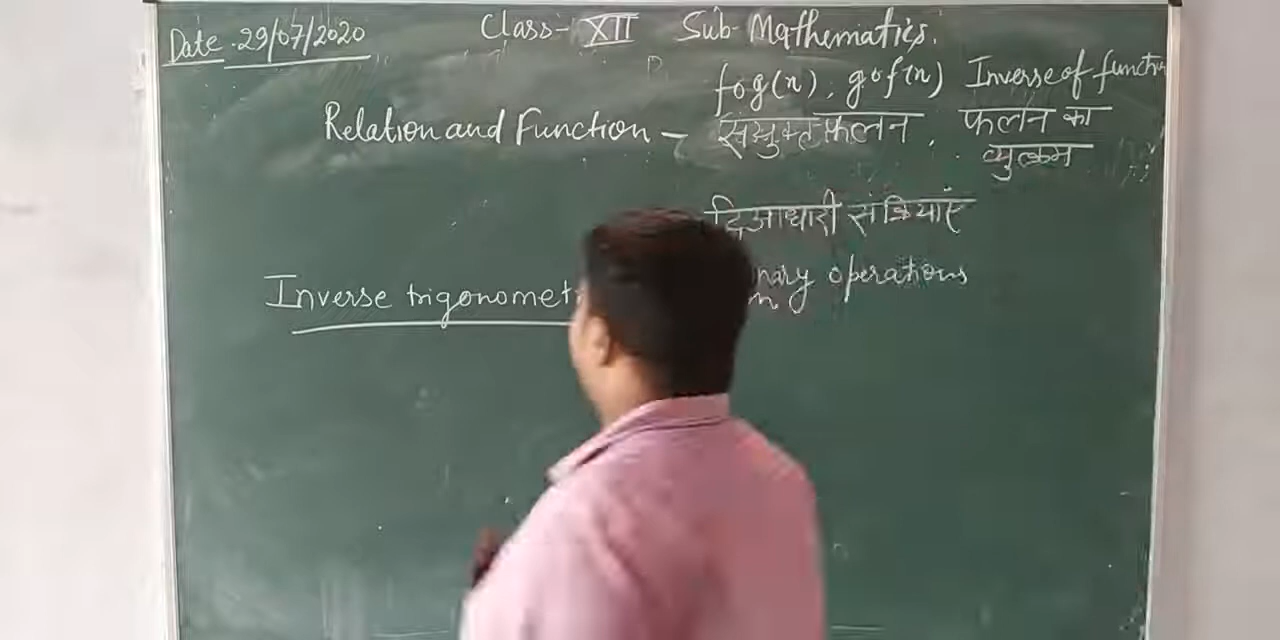 Date 29/07/2020 Class- XII Sub- Mathematics.
fog(x), gof(x) Inverse of function
Relation and Function - संयुक्त फलन, फलन का
व्युत्क्रम
द्विआधारी संक्रियाएं
nary operations
Inverse trigonomet